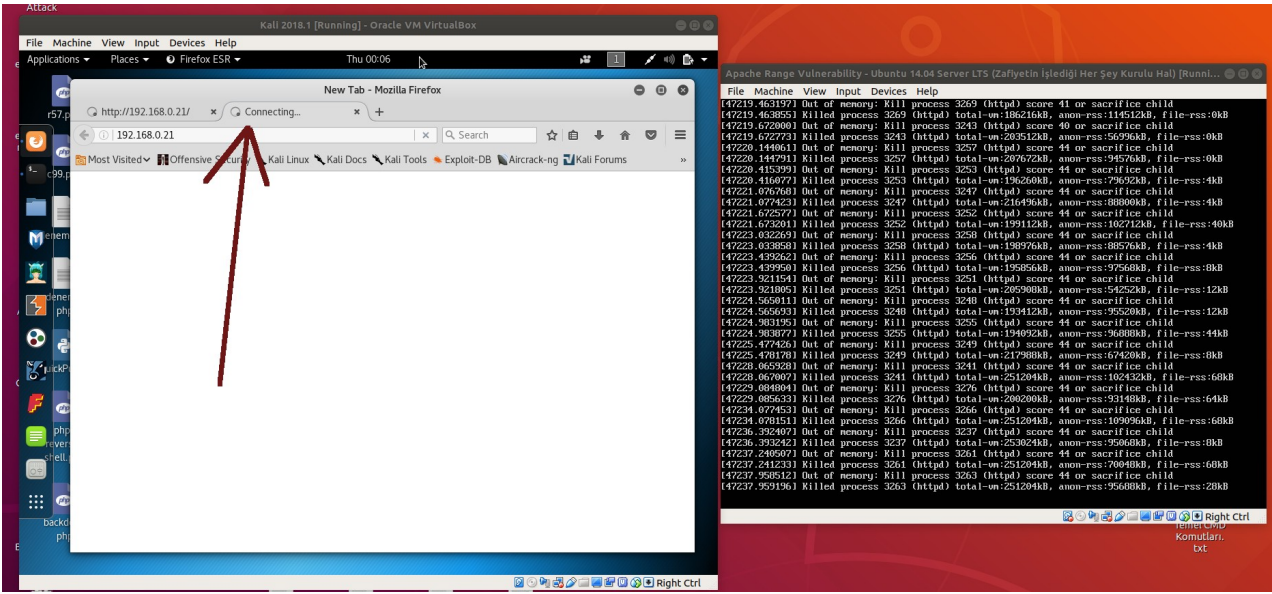 Attack
Kali 2018.1 [Running] - Oracle VM VirtualBox
File Machine View Input Devices Help
Applications Places Firefox ESR Thu 00:06 1
New Tab - Mozilla Firefox
http://192.168.0.21/ × Connecting... × +
192.168.0.21 × Search
Most Visited Offensive Security Kali Linux Kali Docs Kali Tools Exploit-DB Aircrack-ng Kali Forums »
r57.p
c99.p
enem
dener
php
uickP
php
rever
shell.
backd
php
Right Ctrl
Apache Range Vulnerability - Ubuntu 14.04 Server LTS (Zafiyetin İşlediği Her Şey Kurulu Hal) [Runni...
File Machine View Input Devices Help
[47219.463197] Out of memory: Kill process 3269 (httpd) score 41 or sacrifice child
[47219.463855] Killed process 3269 (httpd) total-vm:186216kB, anon-rss:114512kB, file-rss:0kB
[47219.672000] Out of memory: Kill process 3243 (httpd) score 40 or sacrifice child
[47219.672773] Killed process 3243 (httpd) total-vm:203512kB, anon-rss:56996kB, file-rss:0kB
[47220.144061] Out of memory: Kill process 3257 (httpd) score 44 or sacrifice child
[47220.144791] Killed process 3257 (httpd) total-vm:207672kB, anon-rss:94576kB, file-rss:0kB
[47220.415399] Out of memory: Kill process 3253 (httpd) score 44 or sacrifice child
[47220.416077] Killed process 3253 (httpd) total-vm:196260kB, anon-rss:79692kB, file-rss:4kB
[47221.076768] Out of memory: Kill process 3247 (httpd) score 44 or sacrifice child
[47221.077423] Killed process 3247 (httpd) total-vm:216496kB, anon-rss:88800kB, file-rss:4kB
[47221.672577] Out of memory: Kill process 3252 (httpd) score 44 or sacrifice child
[47221.673201] Killed process 3252 (httpd) total-vm:199112kB, anon-rss:102712kB, file-rss:40kB
[47223.032269] Out of memory: Kill process 3258 (httpd) score 44 or sacrifice child
[47223.033858] Killed process 3258 (httpd) total-vm:198976kB, anon-rss:88576kB, file-rss:4kB
[47223.439262] Out of memory: Kill process 3256 (httpd) score 44 or sacrifice child
[47223.439950] Killed process 3256 (httpd) total-vm:195856kB, anon-rss:97568kB, file-rss:8kB
[47223.921154] Out of memory: Kill process 3251 (httpd) score 44 or sacrifice child
[47223.921805] Killed process 3251 (httpd) total-vm:205908kB, anon-rss:54252kB, file-rss:12kB
[47224.565011] Out of memory: Kill process 3248 (httpd) score 44 or sacrifice child
[47224.565693] Killed process 3248 (httpd) total-vm:193412kB, anon-rss:95520kB, file-rss:12kB
[47224.983195] Out of memory: Kill process 3255 (httpd) score 44 or sacrifice child
[47224.983877] Killed process 3255 (httpd) total-vm:194092kB, anon-rss:96888kB, file-rss:44kB
[47225.477426] Out of memory: Kill process 3249 (httpd) score 44 or sacrifice child
[47225.478178] Killed process 3249 (httpd) total-vm:217988kB, anon-rss:67420kB, file-rss:8kB
[47228.065928] Out of memory: Kill process 3241 (httpd) score 44 or sacrifice child
[47228.067007] Killed process 3241 (httpd) total-vm:251204kB, anon-rss:102432kB, file-rss:68kB
[47229.084804] Out of memory: Kill process 3276 (httpd) score 44 or sacrifice child
[47229.085633] Killed process 3276 (httpd) total-vm:200200kB, anon-rss:93148kB, file-rss:64kB
[47234.077453] Out of memory: Kill process 3266 (httpd) score 44 or sacrifice child
[47234.078151] Killed process 3266 (httpd) total-vm:251204kB, anon-rss:109096kB, file-rss:68kB
[47236.392407] Out of memory: Kill process 3237 (httpd) score 44 or sacrifice child
[47236.393242] Killed process 3237 (httpd) total-vm:253024kB, anon-rss:95068kB, file-rss:8kB
[47237.240507] Out of memory: Kill process 3261 (httpd) score 44 or sacrifice child
[47237.241233] Killed process 3261 (httpd) total-vm:251204kB, anon-rss:70048kB, file-rss:68kB
[47237.958512] Out of memory: Kill process 3263 (httpd) score 44 or sacrifice child
[47237.959196] Killed process 3263 (httpd) total-vm:251204kB, anon-rss:95688kB, file-rss:28kB
Right Ctrl
Temel CMD
Komutları.
txt